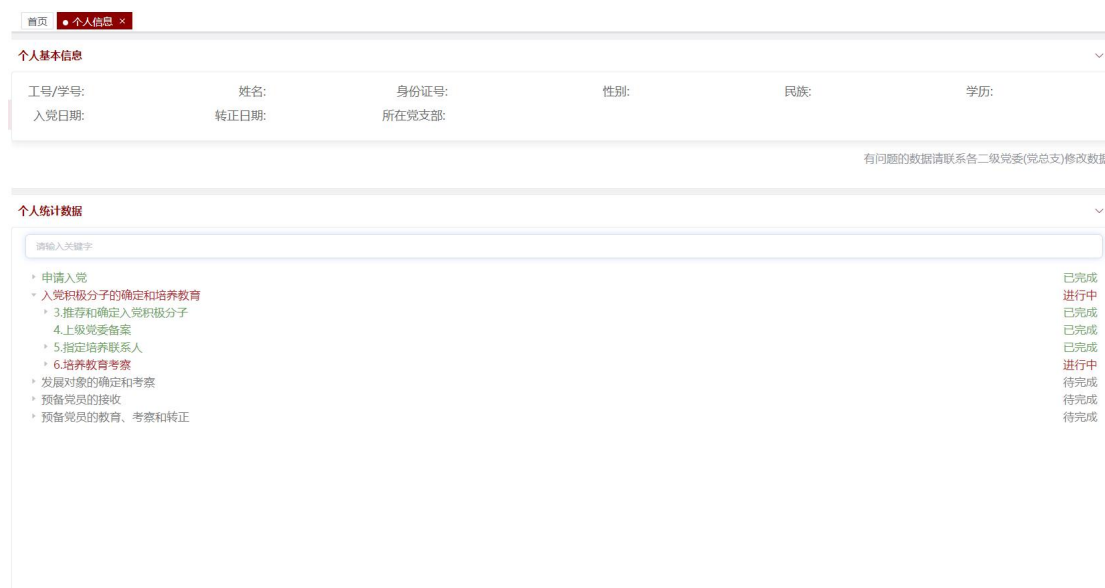 首页 ● 个人信息 ×
个人基本信息
工号/学号: 姓名: 身份证号: 性别: 民族: 学历:
入党日期: 转正日期: 所在党支部:
有问题的数据请联系各二级党委(党总支)修改数据
个人统计数据
请输入关键字
申请入党 已完成
入党积极分子的确定和培养教育 进行中
3.推荐和确定入党积极分子 已完成
4.上级党委备案 已完成
5.指定培养联系人 已完成
6.培养教育考察 进行中
发展对象的确定和考察 待完成
预备党员的接收 待完成
预备党员的教育、考察和转正 待完成